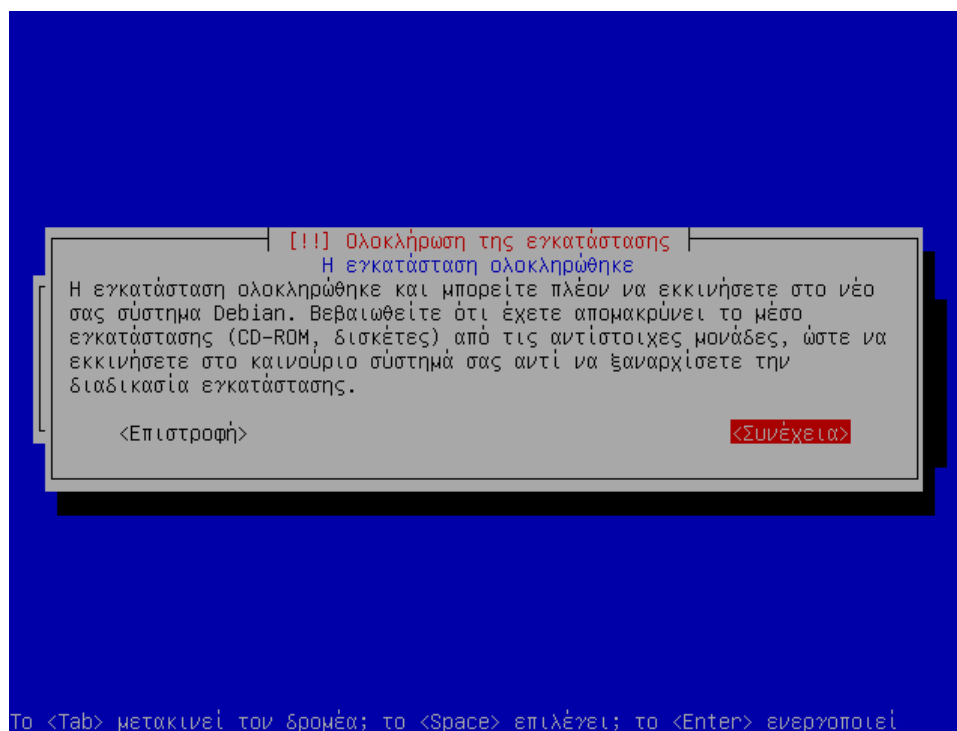 [!!] Ολοκλήρωση της εγκατάστασης
Η εγκατάσταση ολοκληρώθηκε
Η εγκατάσταση ολοκληρώθηκε και μπορείτε πλέον να εκκινήσετε στο νέο
σας σύστημα Debian. Βεβαιωθείτε ότι έχετε απομακρύνει το μέσο
εγκατάστασης (CD-ROM, δισκέτες) από τις αντίστοιχες μονάδες, ώστε να
εκκινήσετε στο καινούριο σύστημά σας αντί να ξαναρχίσετε την
διαδικασία εγκατάστασης.
<Επιστροφή> <Συνέχεια>
Το <Tab> μετακινεί τον δρομέα; το <Space> επιλέγει; το <Enter> ενεργοποιεί